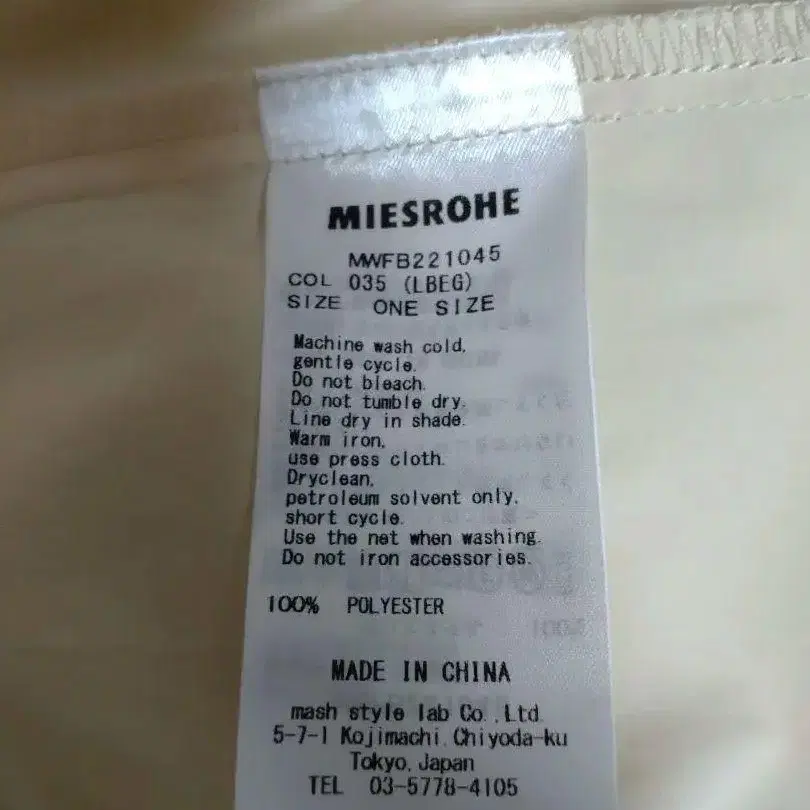 MIESROHE
MWFB221045
COL 035 (LBEG)
SIZE ONE SIZE
Machine wash cold,
gentle cycle.
Do not bleach.
Do not tumble dry.
Line dry in shade.
Warm iron,
use press cloth.
Dryclean,
petroleum solvent only,
short cycle.
Use the net when washing.
Do not iron accessories.
100% POLYESTER
MADE IN CHINA
mash style lab Co.,Ltd.
5-7-1 Kojimachi,Chiyoda-ku
Tokyo,Japan
TEL 03-5778-4105